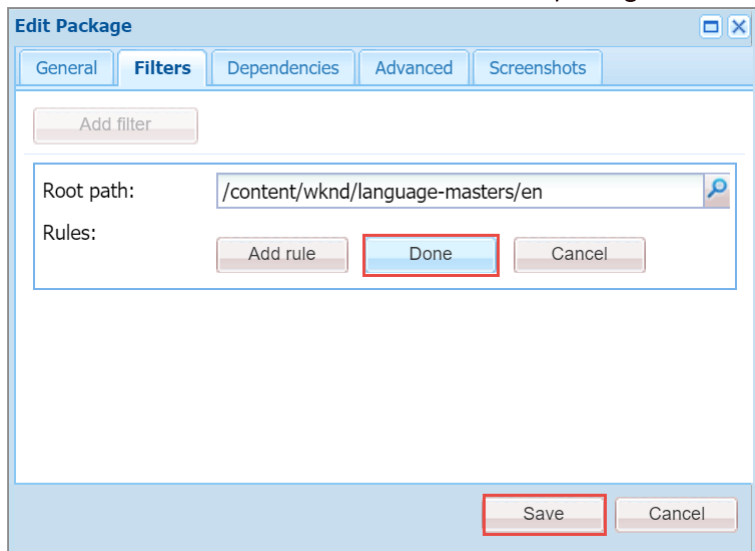 Edit Package
General Filters Dependencies Advanced Screenshots
Add filter
Root path: /content/wknd/language-masters/en
Rules:
Add rule Done Cancel
Save Cancel